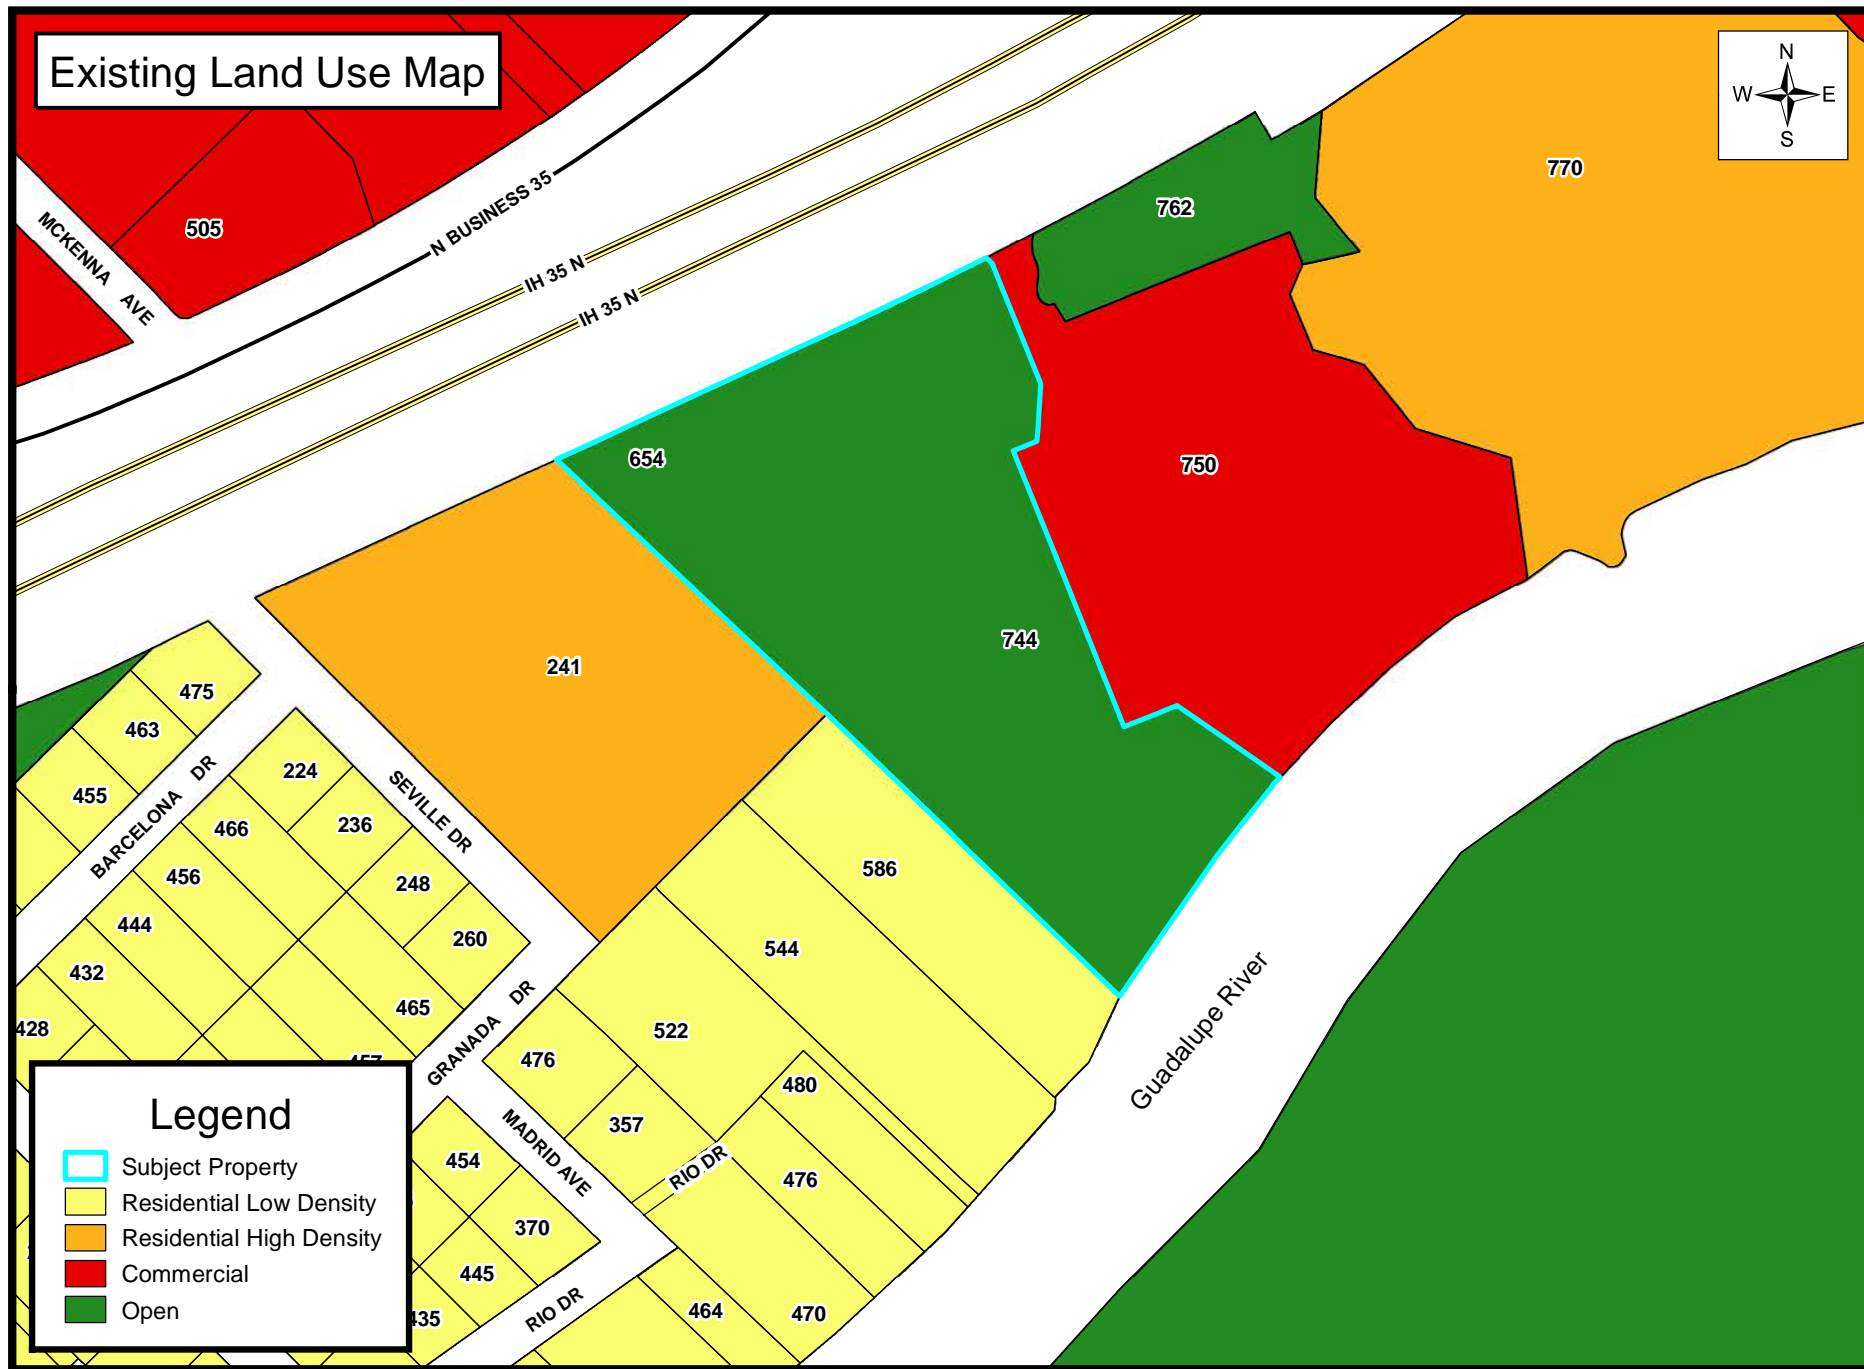 Existing Land Use Map
N
W E
S
770
762
505
N BUSINESS 35
MCKENNA AVE
IH 35 N
IH 35 N
654
750
744
241
475
463
455
BARCELONA DR
SEVILLE DR
224
236
466
456
248
444
260
432
465
428
586
544
522
GRANADA DR
476
480
357
MADRID AVE
RIO DR
476
454
370
445
RIO DR
464
470
Guadalupe River
Legend
Subject Property
Residential Low Density
Residential High Density
Commercial
Open